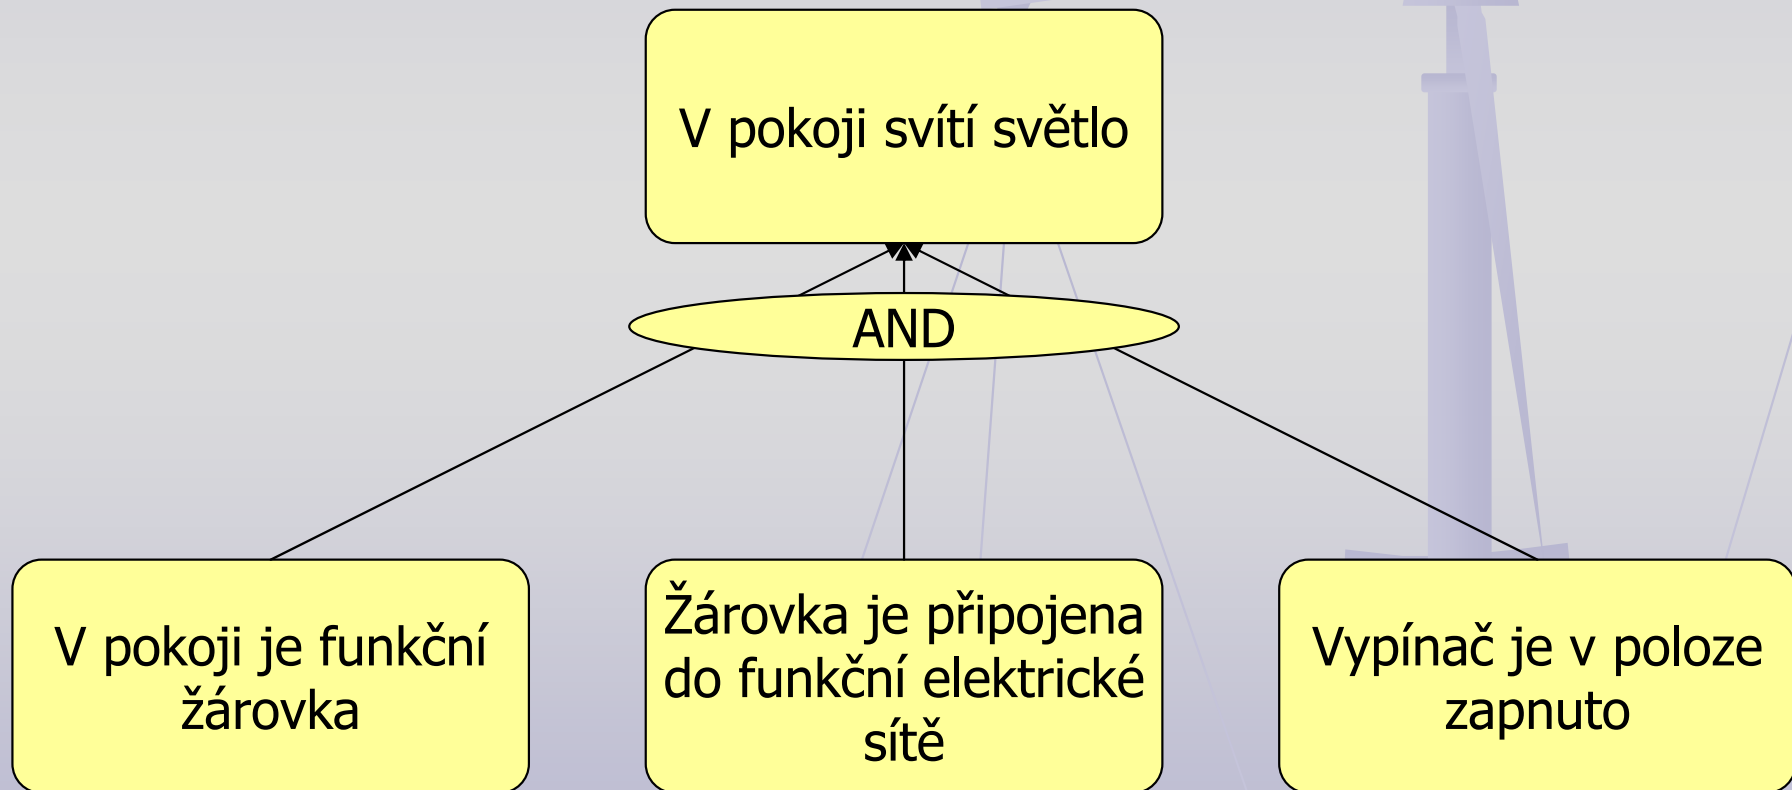 V pokoji svítí světlo
AND
V pokoji je funkční
žárovka
Žárovka je připojena
do funkční elektrické
sítě
Vypínač je v poloze
zapnuto